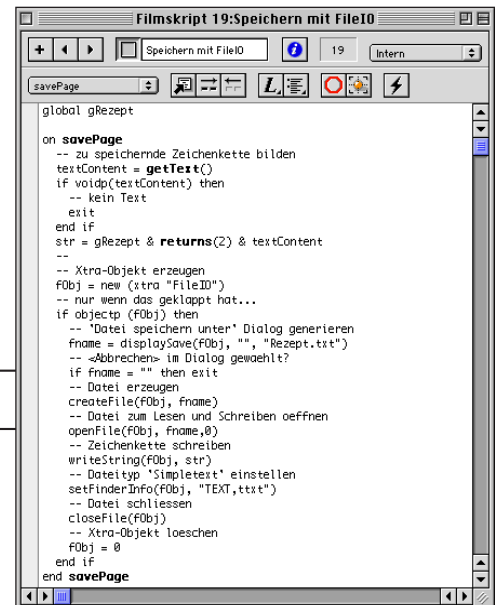 Filmskript 19:Speichern mit FileIO
Speichern mit FileIO 19 Intern
savePage
global gRezept
on savePage
-- zu speichernde Zeichenkette bilden
textContent = getText()
if voidp(textContent) then
-- kein Text
exit
end if
str = gRezept & returns(2) & textContent
--
-- Xtra-Objekt erzeugen
fObj = new (xtra "FileIO")
-- nur wenn das geklappt hat...
if objectp (fObj) then
-- 'Datei speichern unter' Dialog generieren
fname = displaySave(fObj, "", "Rezept.txt")
-- <Abbrechen> im Dialog gewaehlt?
if fname = "" then exit
-- Datei erzeugen
createFile(fObj, fname)
-- Datei zum Lesen und Schreiben oeffnen
openFile(fObj, fname,0)
-- Zeichenkette schreiben
writeString(fObj, str)
-- Dateityp 'Simpletext' einstellen
setFinderInfo(fObj, "TEXT,ttxt")
-- Datei schliessen
closeFile(fObj)
-- Xtra-Objekt loeschen
fObj = 0
end if
end savePage